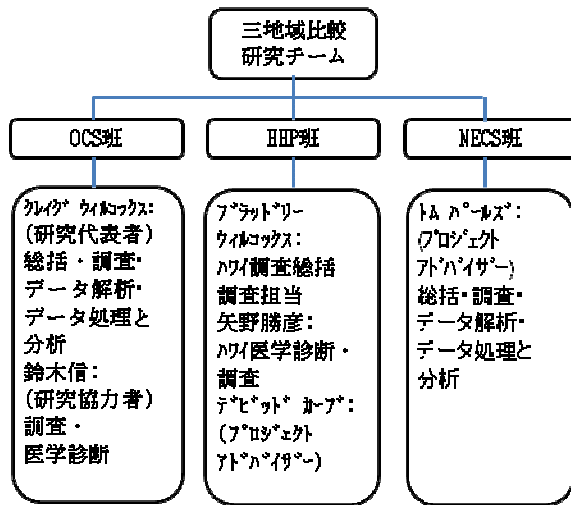 三地域比較
研究チーム
OCS班
HHP班
NECS班
ｸﾚｲｸﾞ ｳｨﾙｺｯｸｽ:
(研究代表者)
総括・調査・
データ解析・
データ処理と
分析
鈴木信:
(研究協力者)
調査・
医学診断
ﾌﾞﾗｯﾄﾞﾘー
ｳｨﾙｺｯｸｽ:
ﾊﾜｲ調査総括
調査担当
矢野勝彦:
ﾊﾜｲ医学診断・
調査
ﾃﾞﾋﾞｯﾄﾞ ｶーﾌﾞ:
(ﾌﾟﾛｼﾞｪｸﾄ
ｱﾄﾞﾊﾞｲｻﾞー)
ﾄﾑ ﾊﾟーﾙｽﾞ:
(ﾌﾟﾛｼﾞｪｸﾄ
ｱﾄﾞﾊﾞｲｻﾞー)
総括・調査・
データ解析・
データ処理と
分析